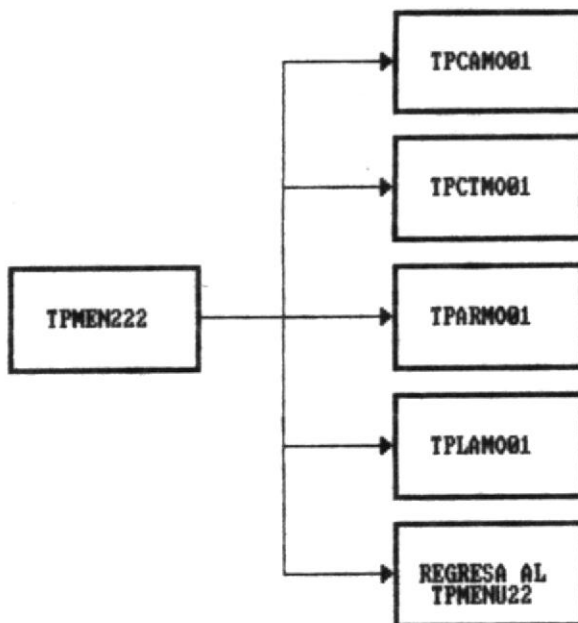 TPCAM001
TPCTM001
TPMEN222
TPARM001
TPLAM001
REGRESA AL
TPMENU22